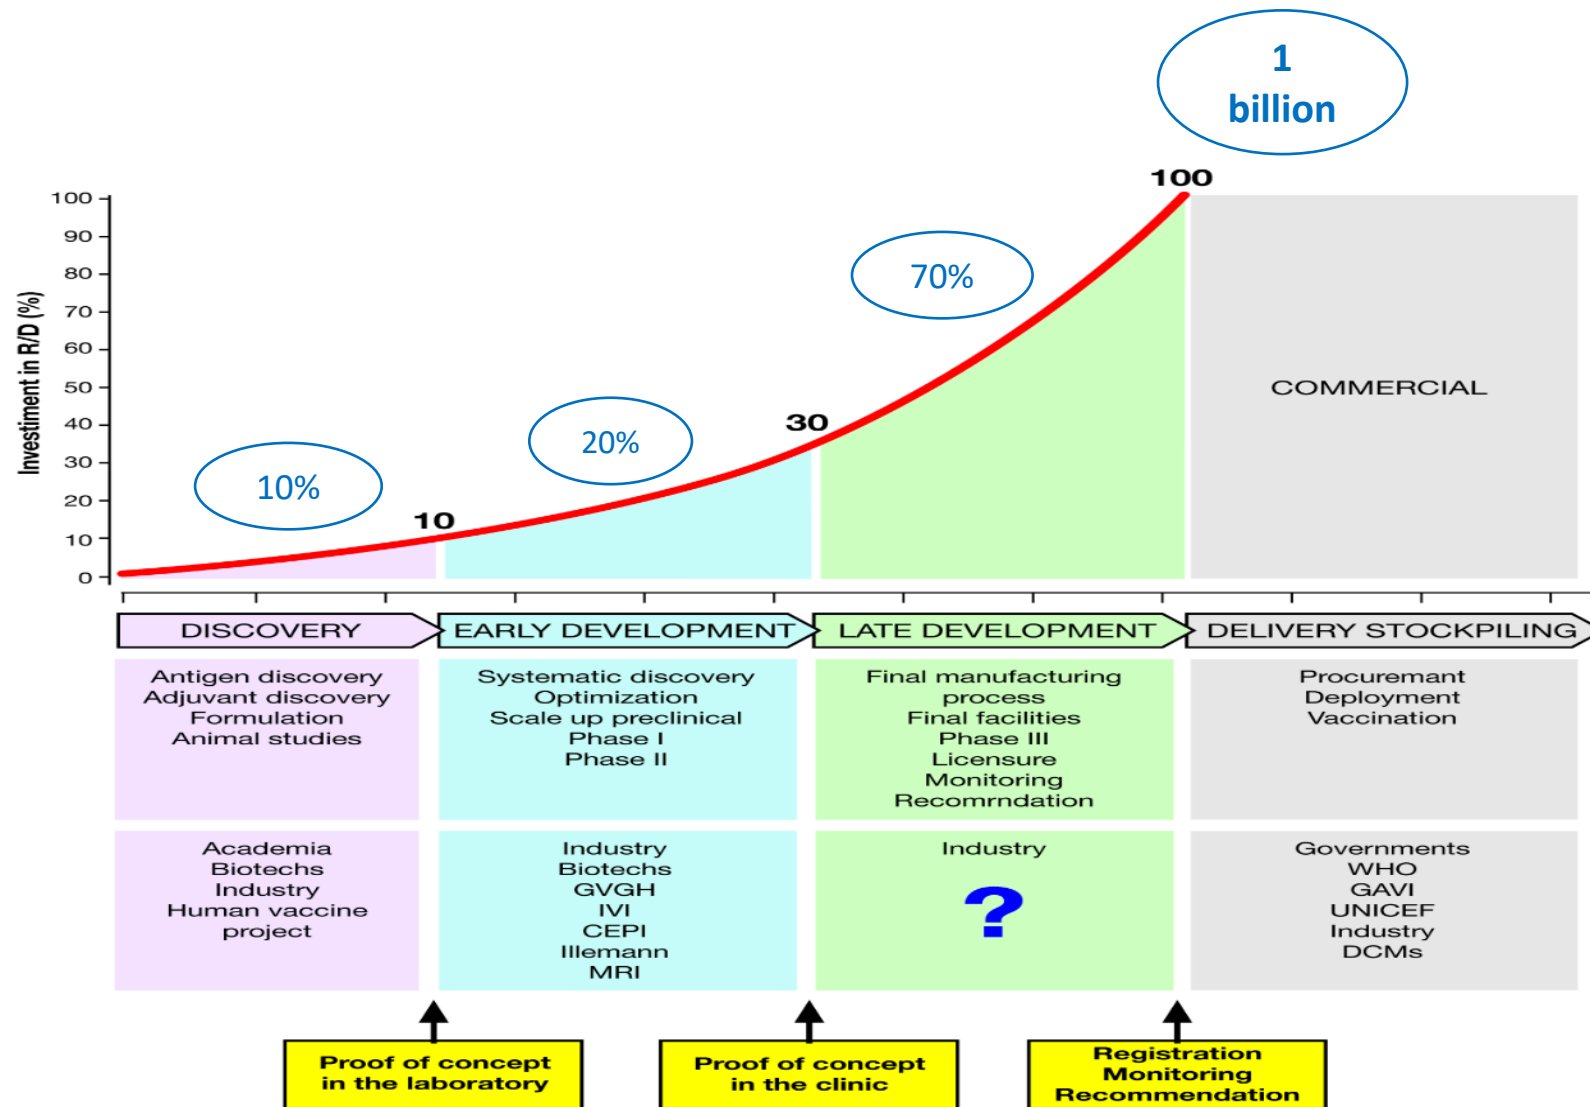 1
billion
100
100
90
80
70
60
50
40
30
20
10
0
Investiment in R/D (%)
70%
COMMERCIAL
30
20%
10%
10
DISCOVERY
EARLY DEVELOPMENT
LATE DEVELOPMENT
DELIVERY STOCKPILING
Antigen discovery
Adjuvant discovery
Formulation
Animal studies
Systematic discovery
Optimization
Scale up preclinical
Phase I
Phase II
Final manufacturing
process
Final facilities
Phase III
Licensure
Monitoring
Recomrndation
Procuremant
Deployment
Vaccination
Academia
Biotechs
Industry
Human vaccine
project
Industry
Biotechs
GVGH
IVI
CEPI
Illemann
MRI
Industry
?
Governments
WHO
GAVI
UNICEF
Industry
DCMs
Proof of concept
in the laboratory
Proof of concept
in the clinic
Registration
Monitoring
Recommendation